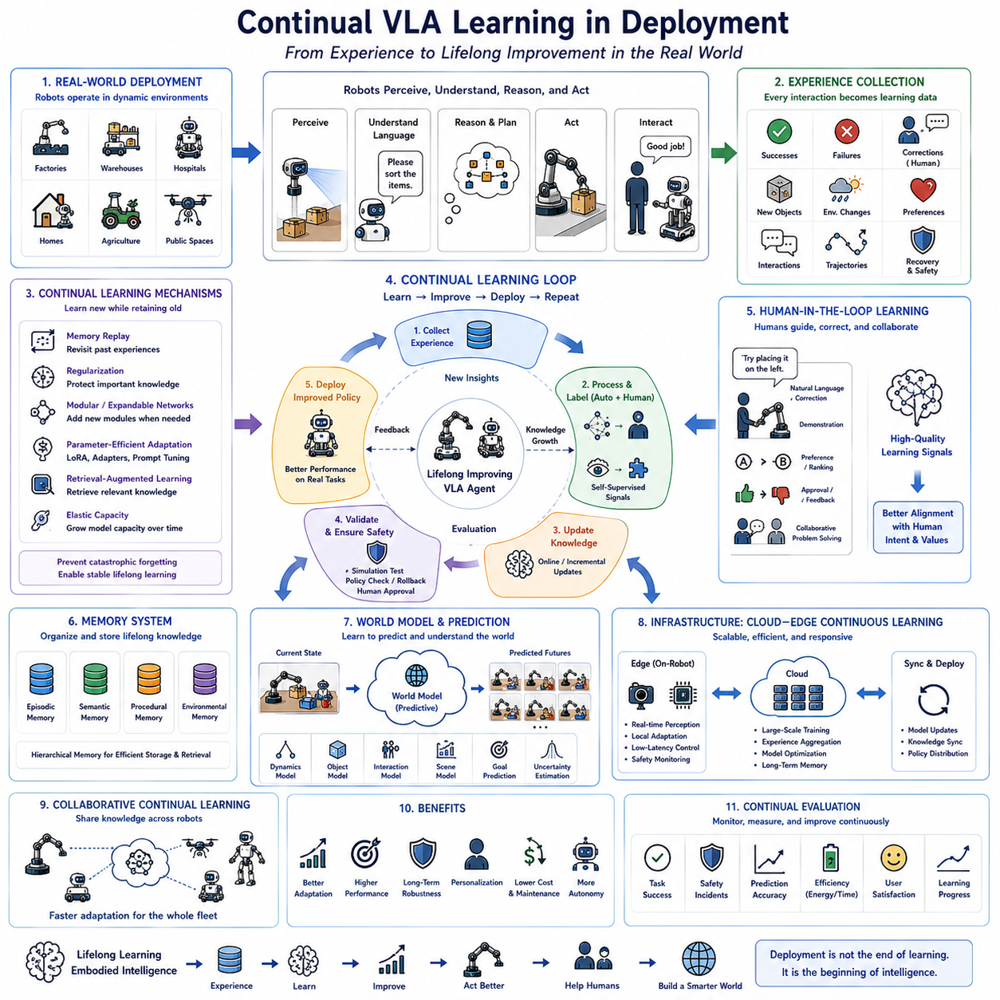 Continual VLA Learning in Deployment
From Experience to Lifelong Improvement in the Real World
1. REAL-WORLD DEPLOYMENT
Robots operate in dynamic environments
Factories
Warehouses
Hospitals
Homes
Agriculture
Public Spaces
Robots Perceive, Understand, Reason, and Act
Perceive
Understand
Language
Please
sort the
items.
Reason & Plan
Act
Interact
Good job!
2. EXPERIENCE COLLECTION
Every interaction becomes learning data
Successes
Failures
Corrections
(Human)
New Objects
Env. Changes
Preferences
Interactions
Trajectories
Recovery
& Safety
3. CONTINUAL LEARNING MECHANISMS
Learn new while retaining old
Memory Replay
Revisit past experiences
Regularization
Protect important knowledge
Modular / Expandable Networks
Add new modules when needed
Parameter-Efficient Adaptation
LoRA, Adapters, Prompt Tuning
Retrieval-Augmented Learning
Retrieve relevant knowledge
Elastic Capacity
Grow model capacity over time
Prevent catastrophic forgetting
Enable stable lifelong learning
4. CONTINUAL LEARNING LOOP
Learn → Improve → Deploy → Repeat
1. Collect
Experience
New Insights
2. Process &
Label (Auto + Human)
Self-Supervised
Signals
5. Deploy
Improved Policy
Better Performance
on Real Tasks
Feedback
Knowledge
Growth
Lifelong Improving
VLA Agent
Evaluation
4. Validate
& Ensure Safety
• Simulation Test
Policy Check / Rollback
Human Approval
3. Update
Knowledge
Online / Incremental
Updates
5. HUMAN-IN-THE-LOOP LEARNING
Humans guide, correct, and collaborate
'Try placing it
on the left.
Natural Language
, Correction
Demonstration
A > B
Preference
/ Ranking
Approval /
/ Feedback
Collaborative
Problem Solving
High-Quality
Learning Signals
Better Alignment
with Human
Intent & Values
6. MEMORY SYSTEM
Organize and store lifelong knowledge
Episodic
Memory
Semantic
Memory
Procedural
Memory
Environmental
Memory
Hierarchical Memory for Efficient Storage & Retrieval
7. WORLD MODEL & PREDICTION
Learn to predict and understand the world
Current State
World Model
(Predictive)
Predicted Futures
• • •
Dynamics
Model
Object
Model
Interaction
Model
Scene
Model
Goal
Prediction
Uncertainty
Estimation
8. INFRASTRUCTURE: CLOUD—EDGE CONTINUOUS LEARNING
Scalable, efficient, and responsive
Edge (On-Robot)
• Real-time Perception
• Local Adaptation
• Low-Latency Control
• Safety Monitoring
Cloud
• Large-Scale Training
• Experience Aggregation
• Model Optimization
• Long-Term Memory
Sync & Deploy
• Model Updates
• Knowledge Sync
• Policy Distribution
9. COLLABORATIVE CONTINUAL LEARNING
Share knowledge across robots
Faster adaptation for the whole fleet
10. BENEFITS
Better
Adaptation
Higher
Performance
Long-Term
Robustness
Personalization
$
Lower Cost
& Maintenance
More
Autonomy
11. CONTINUAL EVALUATION
Monitor, measure, and improve continuously
Task
Success
Safety
Incidents
Prediction
Accuracy
Efficiency
(Energy/Time)
User
Satisfaction
Learning
Progress
Lifelong Learning
Embodied Intelligence
Experience
Learn
Improve
Act Better
Help Humans
Build a Smarter World
Deployment is not the end of learning.
It is the beginning of intelligence.